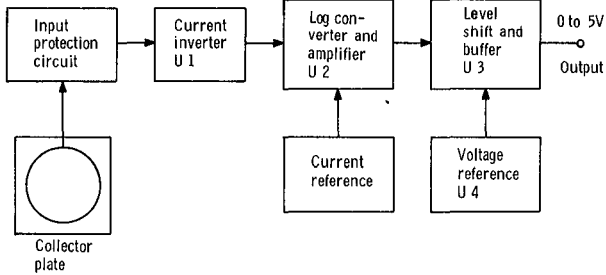 Input
protection
circuit
Current
inverter
U 1
Log con-
verter and
amplifier
U 2
Level
shift and
buffer
U 3
0 to 5V
Output
Collector
plate
Current
reference
Voltage
reference
U 4